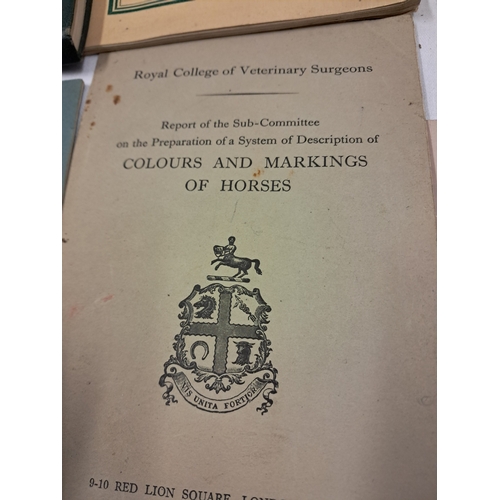 Royal College of Veterinary Surgeons
Report of the Sub-Committee
on the Preparation of a System of Description of
COLOURS AND MARKINGS
OF HORSES
VIS UNITA FORTIOR
9-10 RED LION SQUARE,